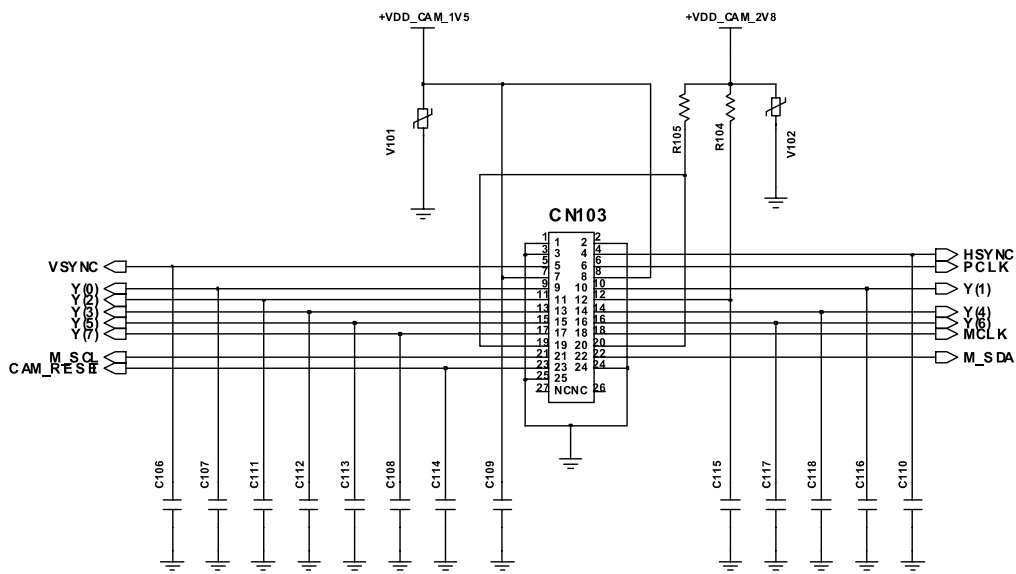 +VDD_CAM_1V5
+VDD_CAM_2V8
V101
R105
R104
V102
CN103
1 1 2 2
3 3 4 4
5 5 6 6
7 7 8 8
9 9 10 10
11 11 12 12
13 13 14 14
15 15 16 16
17 17 18 18
19 19 20 20
21 21 22 22
23 23 24 24
25 25
27 NC NC 26
VSYNC
Y(0)
Y(2)
Y(3)
Y(5)
Y(7)
M_SCL
CAM_RESET
HSYNC
PCLK
Y(1)
Y(4)
Y(6)
MCLK
M_SDA
C106
C107
C111
C112
C113
C108
C114
C109
C115
C117
C118
C116
C110